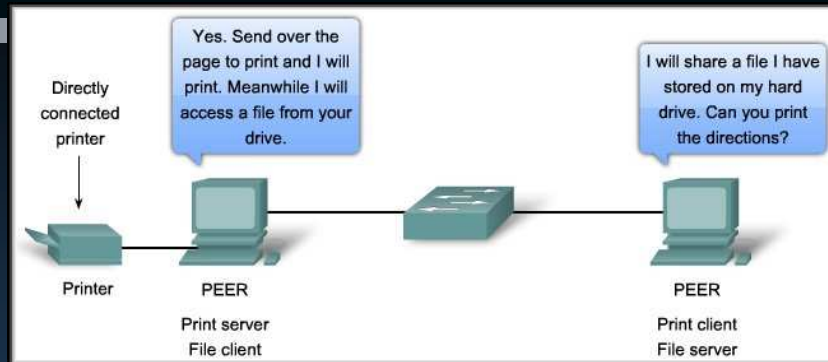 Yes. Send over the
page to print and I will
print. Meanwhile I will
access a file from your
drive.
I will share a file I have
stored on my hard
drive. Can you print
the directions?
Directly
connected
printer
Printer
PEER
Print server
File client
PEER
Print client
File server